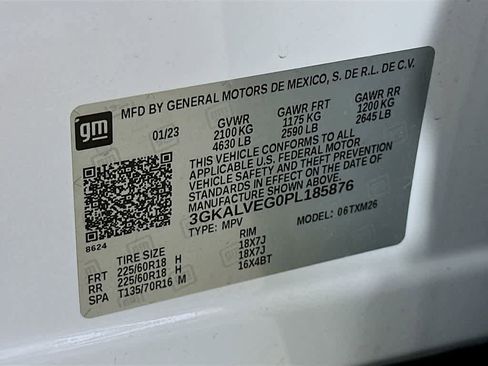 MFD BY GENERAL MOTORS DE MEXICO, S. DE R.L. DE C.V.
gm
01/23 GVWR GAWR FRT GAWR RR
2100 KG 1175 KG 1200 KG
4630 LB 2590 LB 2645 LB
THIS VEHICLE CONFORMS TO ALL
APPLICABLE U.S. FEDERAL MOTOR
VEHICLE SAFETY AND THEFT PREVENTION
STANDARDS IN EFFECT ON THE DATE OF
MANUFACTURE SHOWN ABOVE.
3GKALVEG0PL185876
8624
TYPE: MPV MODEL: 06TXM26
TIRE SIZE RIM
FRT 225/60R18 H 18X7J
RR 225/60R18 H 18X7J
SPA T135/70R16 M 16X4BT